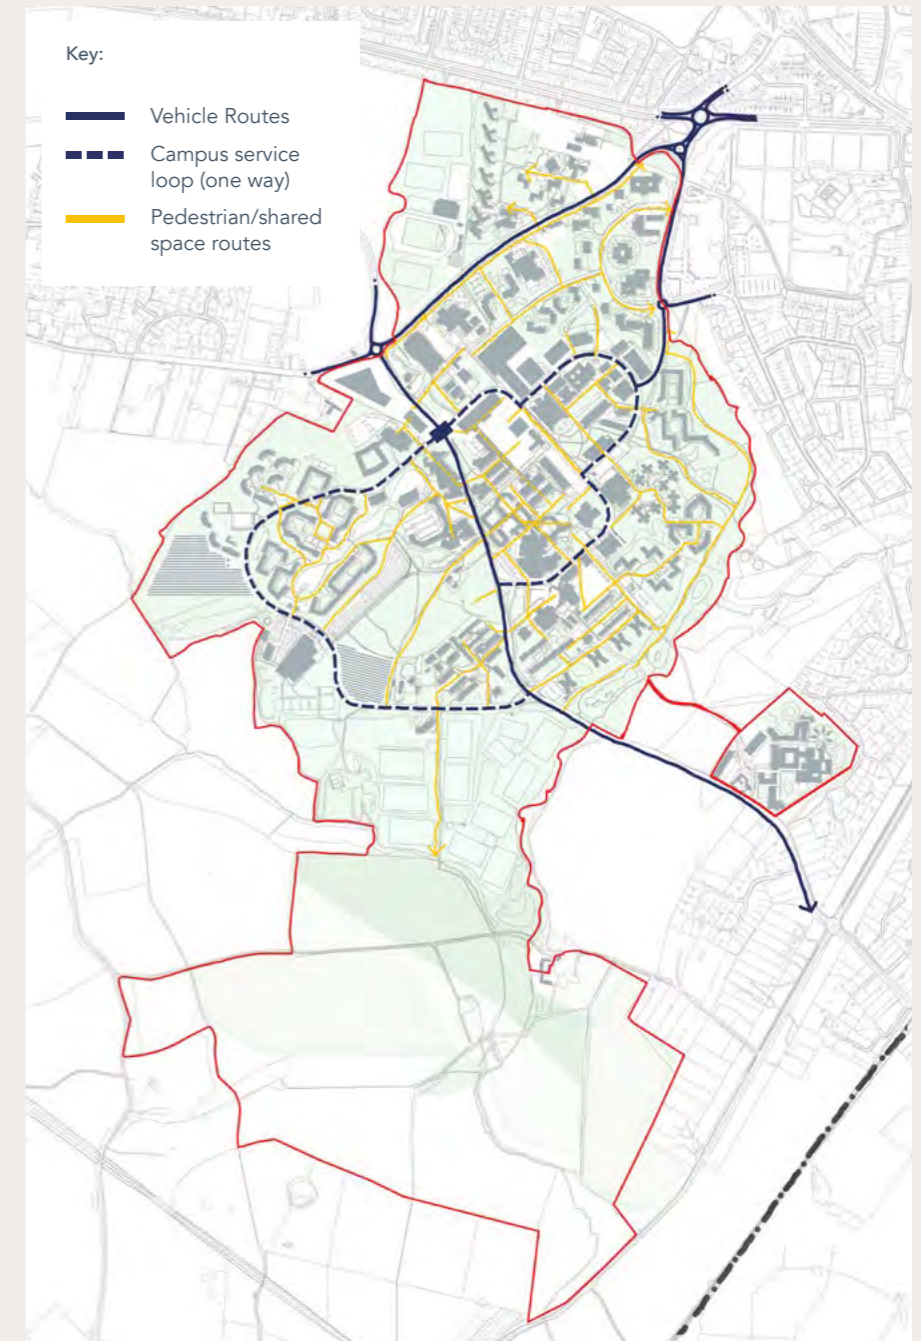 Key:
Vehicle Routes
Campus service
loop (one way)
Pedestrian/shared
space routes